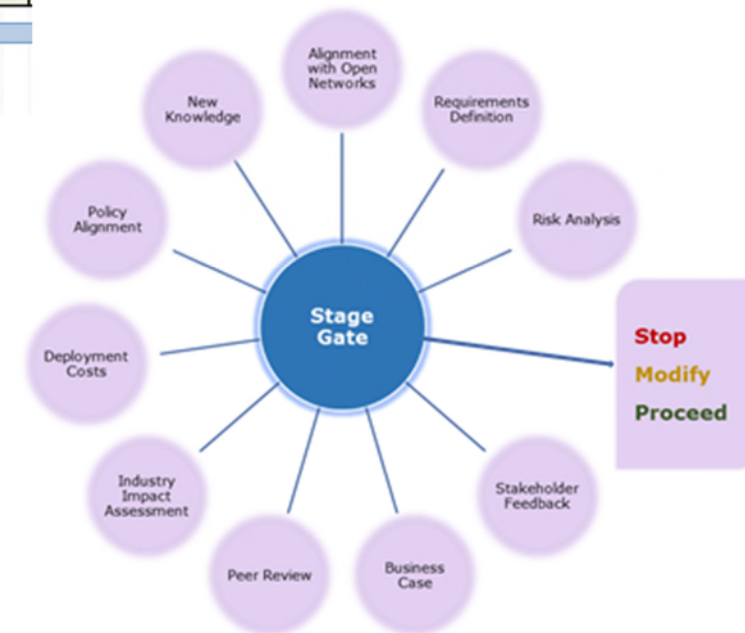 Alignment
with Open
Networks
New
Knowledge
Requirements
Definition
Policy
Alignment
Risk Analysis
Stage
Gate
Deployment
Costs
Stop
Modify
Proceed
Industry
Impact
Assessment
Stakeholder
Feedback
Peer Review
Business
Case